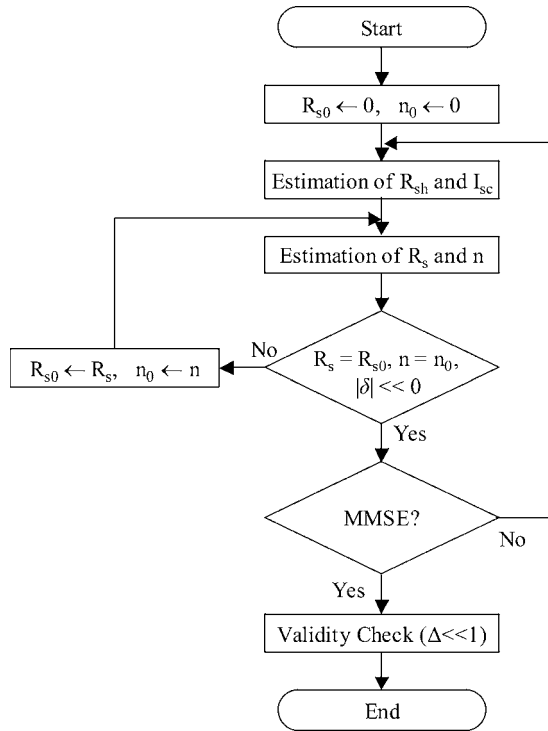 Start
R_s0 ← 0, n_0 ← 0
Estimation of R_sh and I_sc
Estimation of R_s and n
No
R_s0 ← R_s, n_0 ← n
R_s = R_s0, n = n_0,
|δ| << 0
Yes
MMSE?
No
Yes
Validity Check (Δ<<1)
End